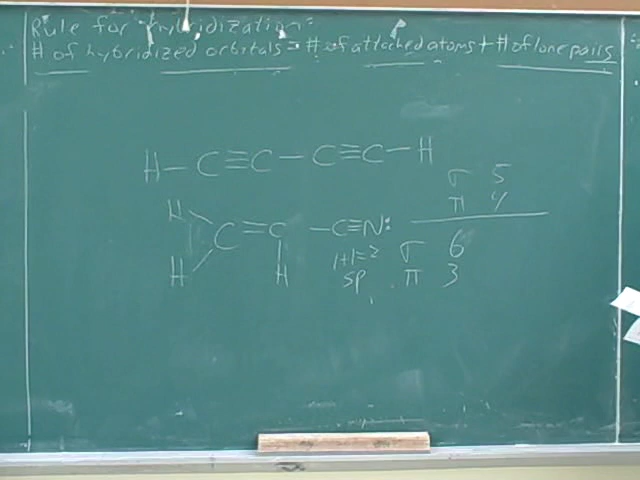 Rule for hybridization:
# of hybridized orbitals = # of attached atoms + # of lone pairs
H—C≡C—C≡C—H
σ 5
π 4
H
C=C—C≡N:
H H
1+1=2
sp
σ 6
π 3